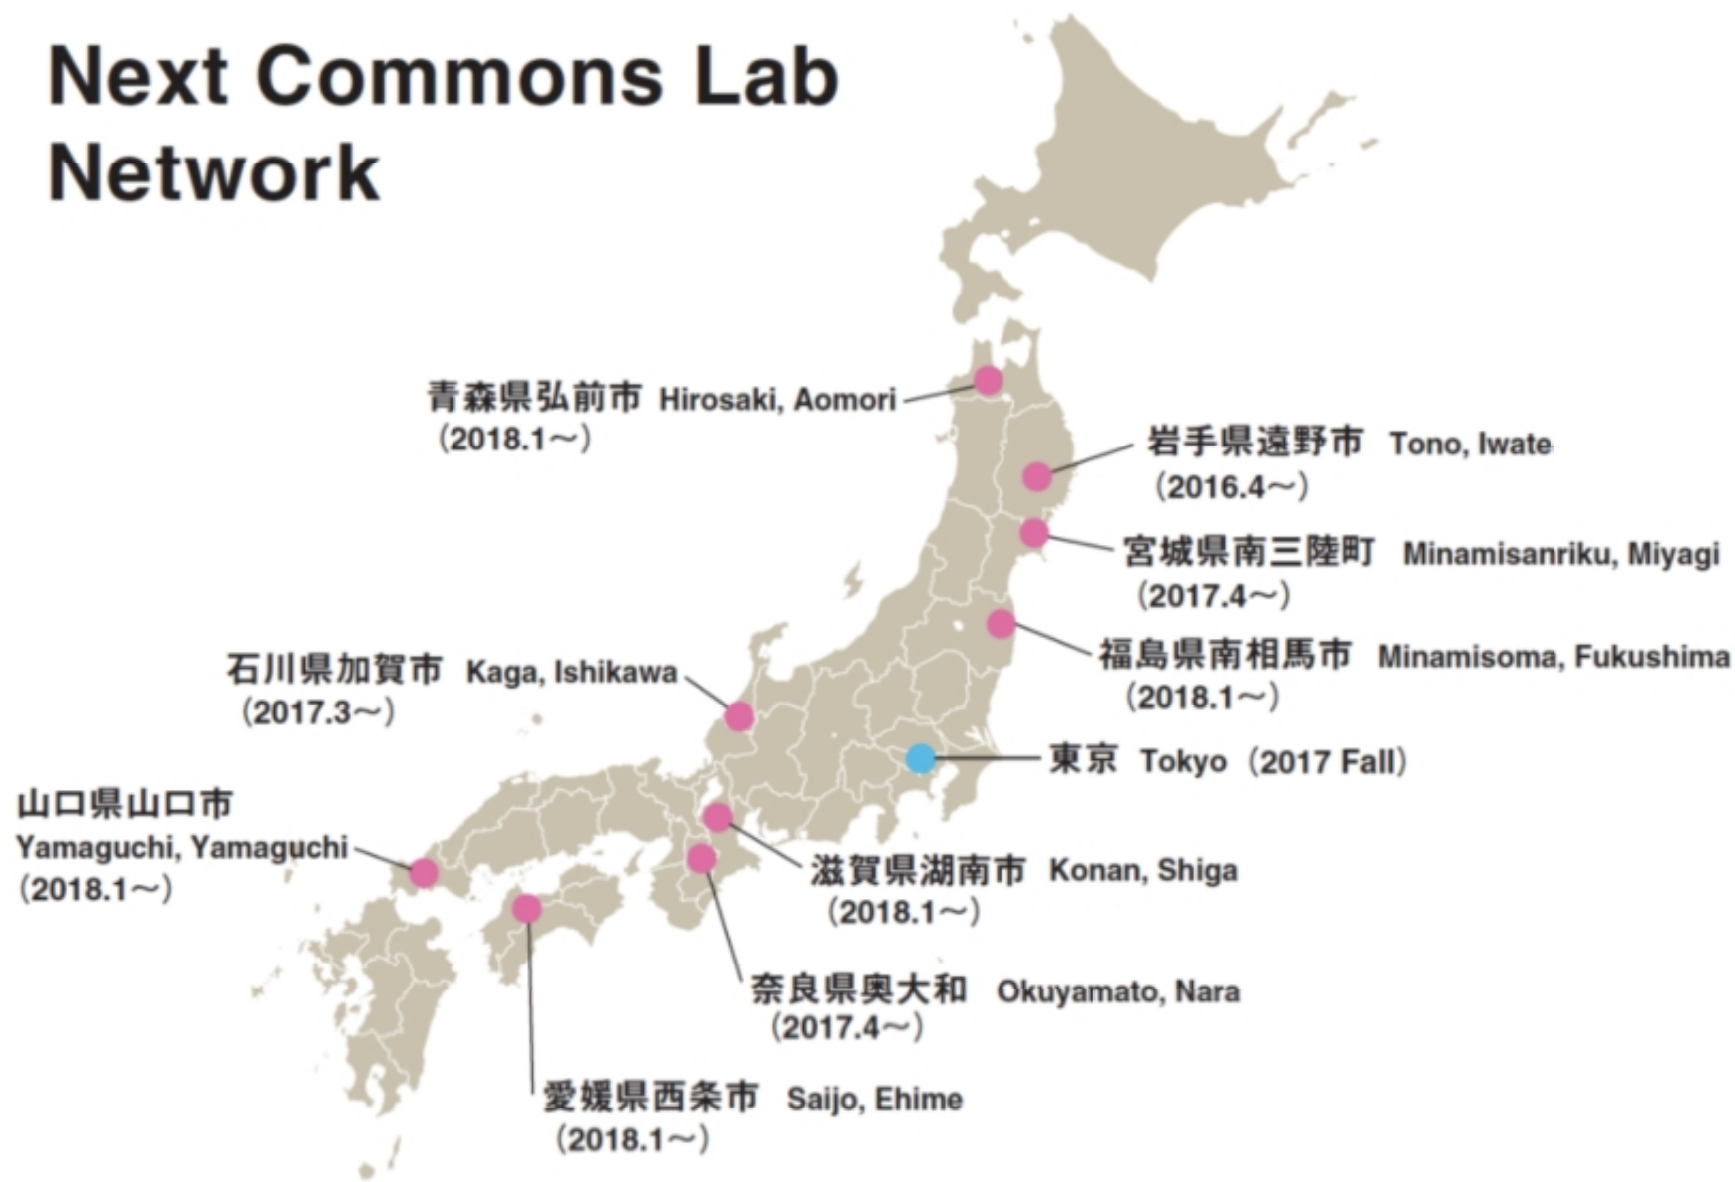 Next Commons Lab
Network
青森県弘前市 Hirosaki, Aomori
（2018.1〜）
岩手県遠野市 Tono, Iwate
（2016.4〜）
宮城県南三陸町 Minamisanriku, Miyagi
（2017.4〜）
福島県南相馬市 Minamisoma, Fukushima
（2018.1〜）
石川県加賀市 Kaga, Ishikawa
（2017.3〜）
東京 Tokyo（2017 Fall）
山口県山口市
Yamaguchi, Yamaguchi
（2018.1〜）
滋賀県湖南市 Konan, Shiga
（2018.1〜）
奈良県奥大和 Okuyamato, Nara
（2017.4〜）
愛媛県西条市 Saijo, Ehime
（2018.1〜）